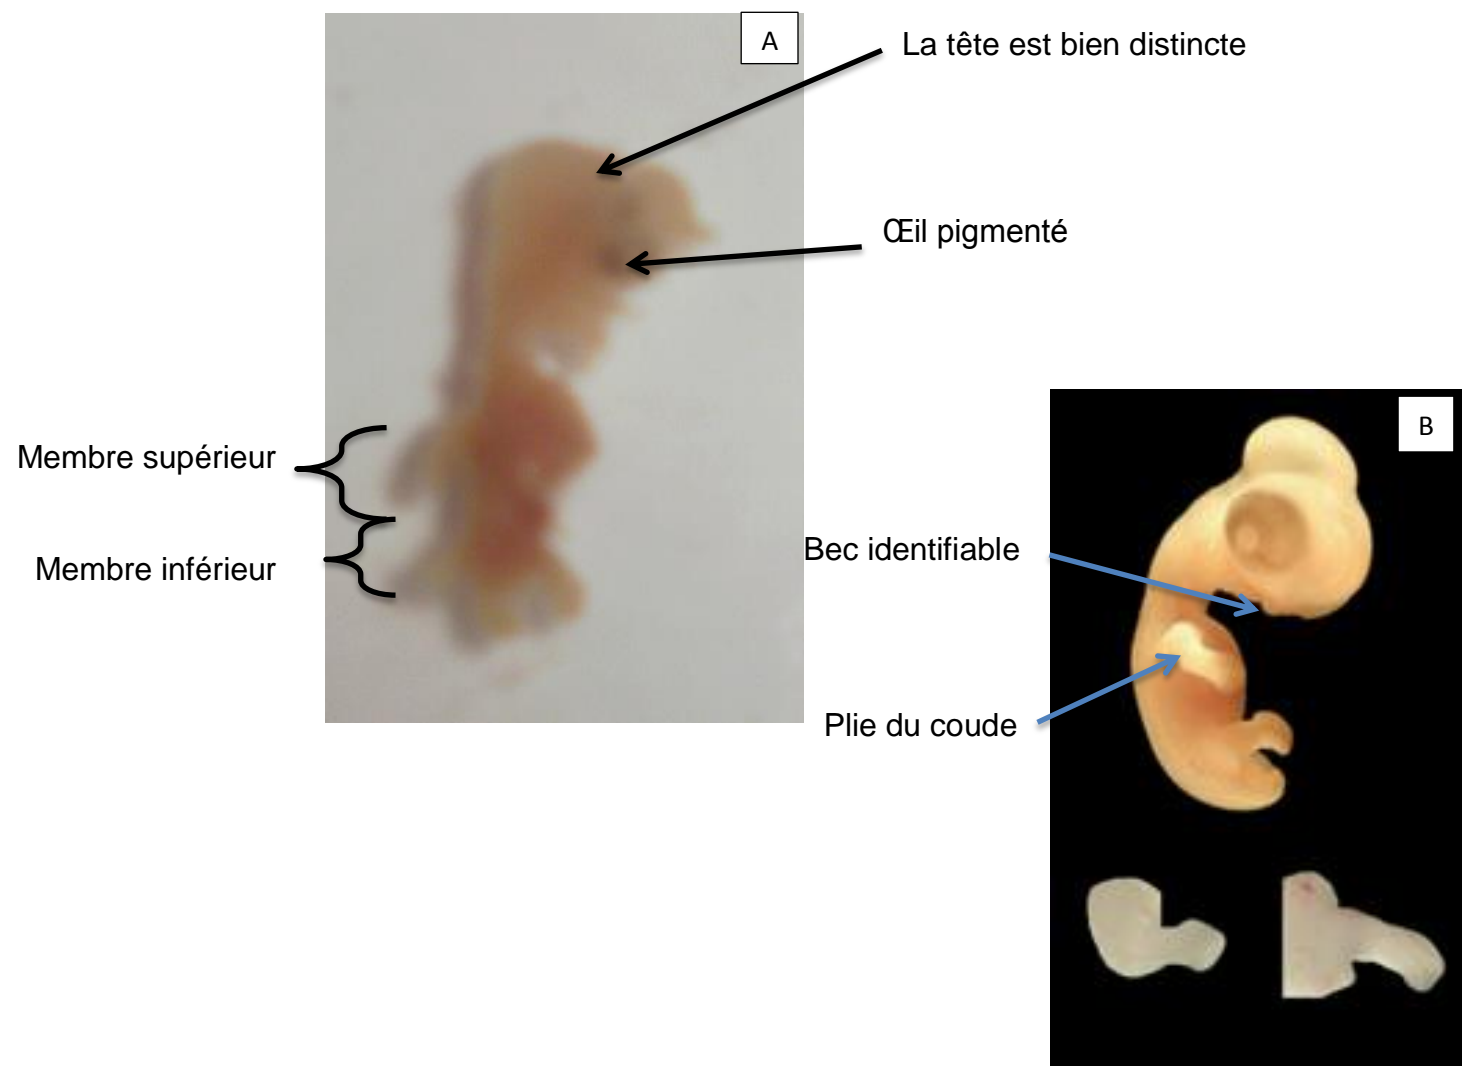 A
La tête est bien distincte
Œil pigmenté
Membre supérieur
Membre inférieur
B
Bec identifiable
Plie du coude